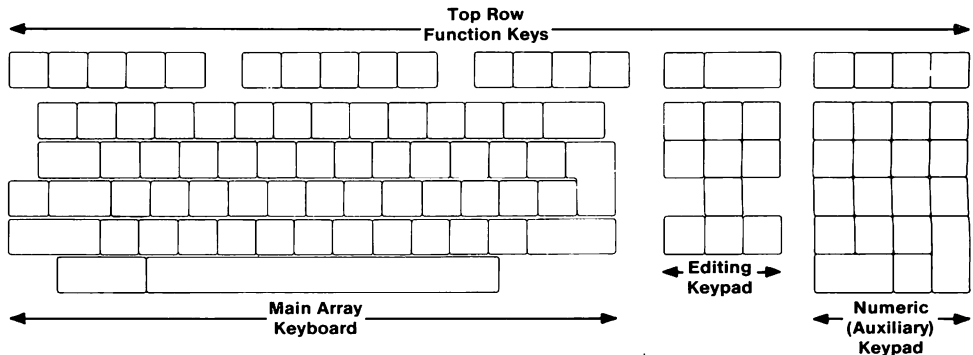 Top Row
Function Keys
Editing
Keypad
Main Array
Keyboard
Numeric
(Auxiliary)
Keypad